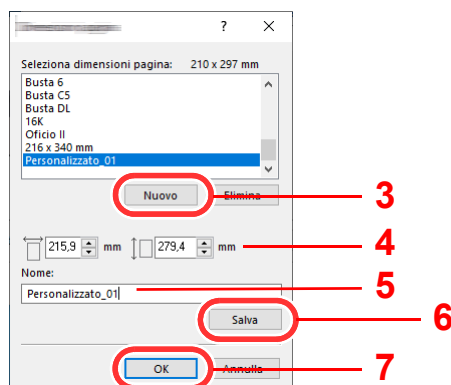 ? ×
Seleziona dimensioni pagina: 210 x 297 mm
Busta 6
Busta C5
Busta DL
16K
Oficio II
216 x 340 mm
Personalizzato_01
Nuovo Elimina 3
215,9 mm 279,4 mm 4
Nome:
Personalizzato_01 5
Salva 6
OK Annulla 7